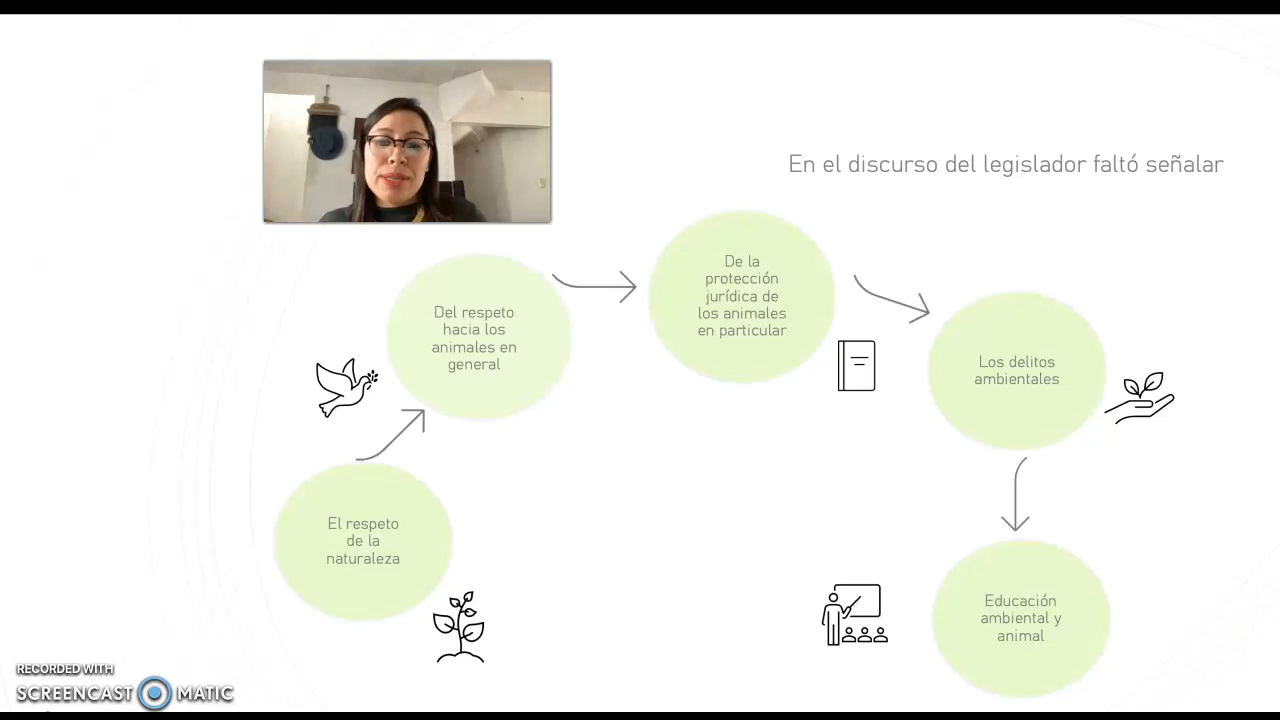 En el discurso del legislador faltó señalar
De la
protección
jurídica de
los animales
en particular
Del respeto
hacia los
animales en
general
Los delitos
ambientales
El respeto
de la
naturaleza
Educación
ambiental y
animal
RECORDED WITH
SCREENCAST MATIC